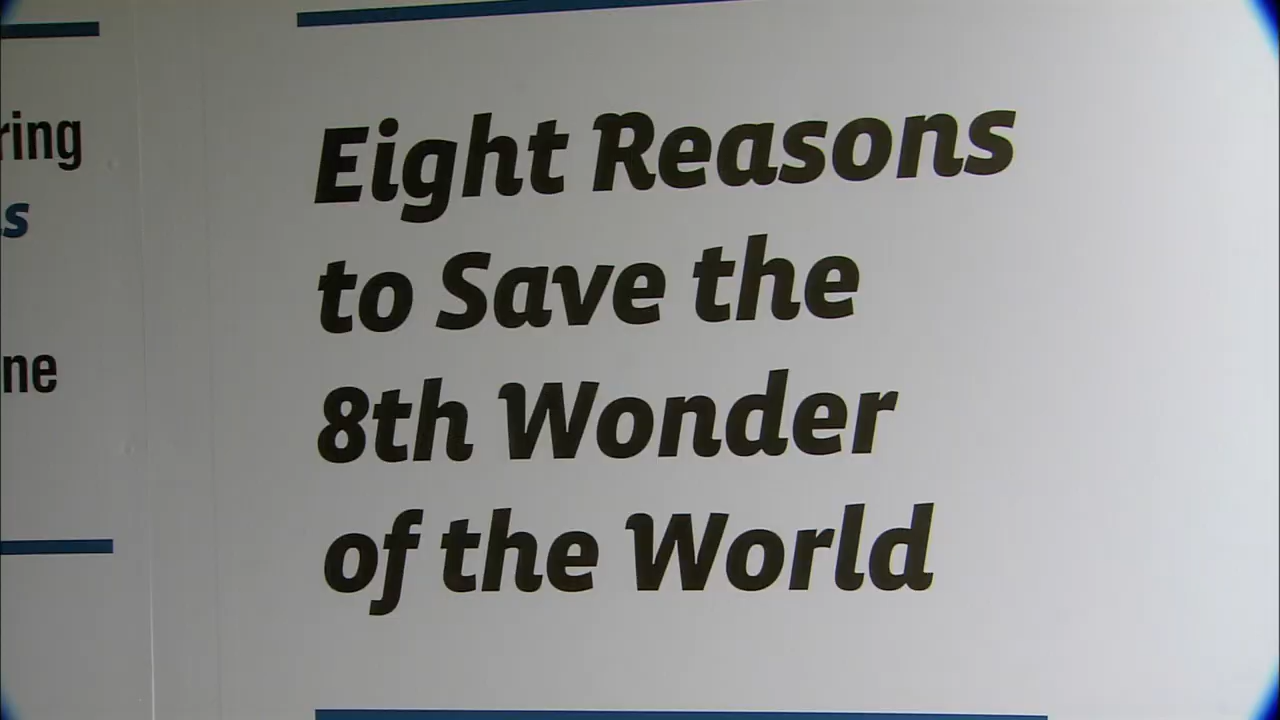 ring
s
ne
Eight Reasons
to Save the
8th Wonder
of the World